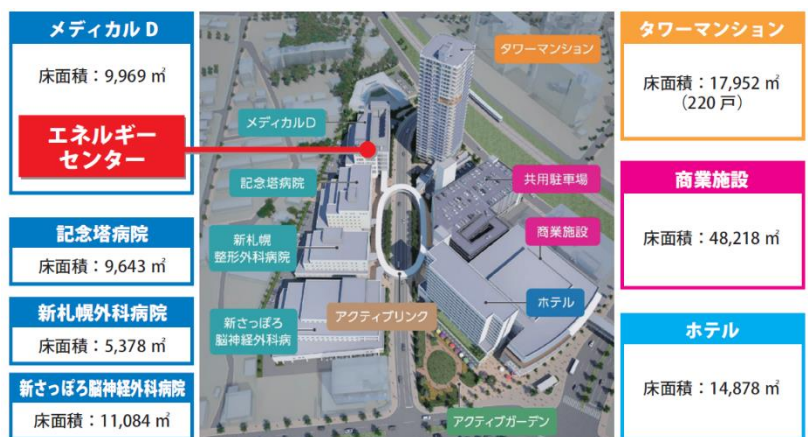 メディカル D
床面積：9,969 ㎡
エネルギー
センター
記念塔病院
床面積：9,643 ㎡
新札幌外科病院
床面積：5,378 ㎡
新さっぽろ脳神経外科病院
床面積：11,084 ㎡
タワーマンション
メディカルD
記念塔病院
共用駐車場
新札幌
整形外科病院
商業施設
アクティブリンク
ホテル
新さっぽろ
脳神経外科病
アクティブガーデン
タワーマンション
床面積：17,952 ㎡
（220 戸）
商業施設
床面積：48,218 ㎡
ホテル
床面積：14,878 ㎡